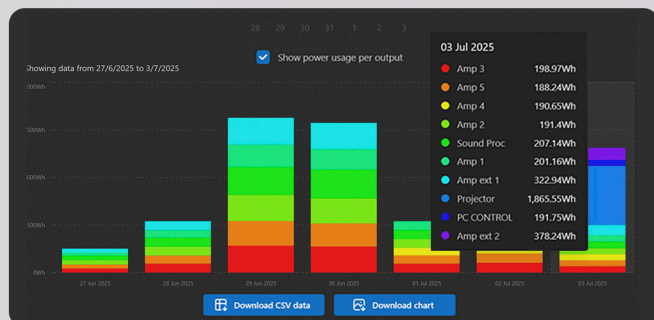 28 29 30 31 1 2 3
Show power usage per output
Showing data from 27/6/2025 to 3/7/2025
03 Jul 2025
Amp 3 198.97Wh
Amp 5 188.24Wh
Amp 4 190.65Wh
Amp 2 191.4Wh
Sound Proc 207.14Wh
Amp 1 201.16Wh
Amp ext 1 322.94Wh
Projector 1,865.55Wh
PC CONTROL 191.75Wh
Amp ext 2 378.24Wh
000Wh
500Wh
000Wh
500Wh
0Wh
27 Jun 2025 28 Jun 2025 29 Jun 2025 30 Jun 2025 01 Jul 2025 02 Jul 2025 03 Jul 2025
Download CSV data Download chart